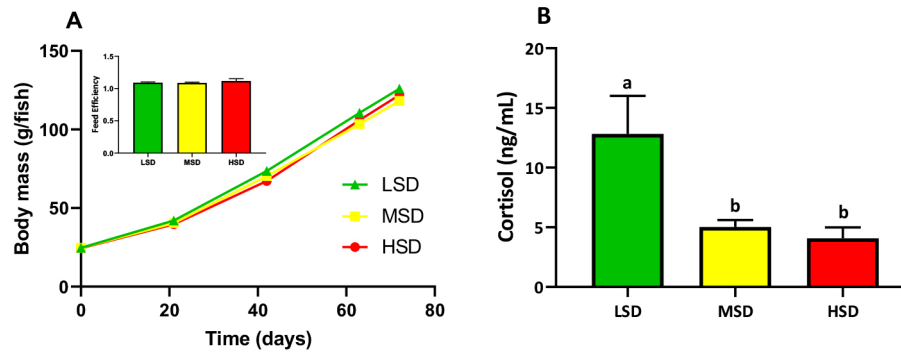 A
Body mass (g/fish)
150
100
50
0
0
20
40
60
80
Time (days)
Feed Efficiency
1.5
1.0
0.5
0.0
LSD
MSD
HSD
LSD
MSD
HSD
B
Cortisol (ng/mL)
20
15
10
5
0
a
b
b
LSD
MSD
HSD